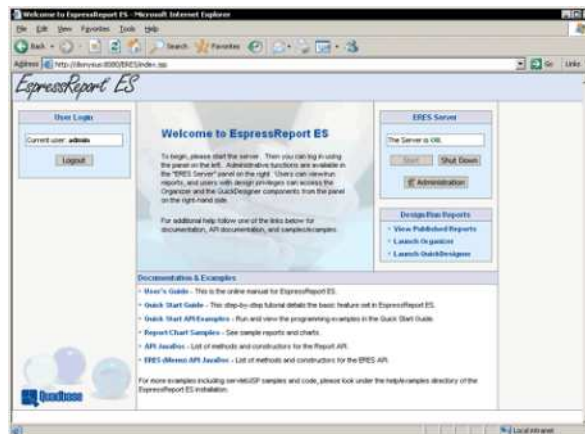 Welcome to EspressReport ES - Microsoft Internet Explorer
File Edit View Favorites Tools Help
Back Search Favorites
Address http://dionysus:8080/ERES/index.jsp Go Links
EspressReport ES
User Login
Current user: admin
Logout
Welcome to EspressReport ES
To begin, please start the server. Then you can log in using
the panel on the left. Administrative functions are available in
the "ERES Server" panel on the right. Users can view/run
reports, and users with design privileges can access the
Organizer and the QuickDesigner components from the panel
on the right-hand side.
For additional help follow one of the links below for
documentation, API documentation, and samples/examples.
ERES Server
The Server is ON.
Start Shut Down
Administration
Design/Run Reports
View Published Reports
Launch Organizer
Launch QuickDesigner
Documentation & Examples
User's Guide - This is the online manual for EspressReport ES.
Quick Start Guide - This step-by-step tutorial details the basic feature set in EspressReport ES.
Quick Start API Examples - Run and view the programming examples in the Quick Start Guide.
Report Chart Samples - See sample reports and charts.
API JavaDoc - List of methods and constructors for the Report API.
ERES (Menu) API JavaDoc - List of methods and constructors for the ERES API.
For more examples including servlet/JSP samples and code, please look under the help/examples directory of the
EspressReport ES installation.
Quadbase
Local intranet